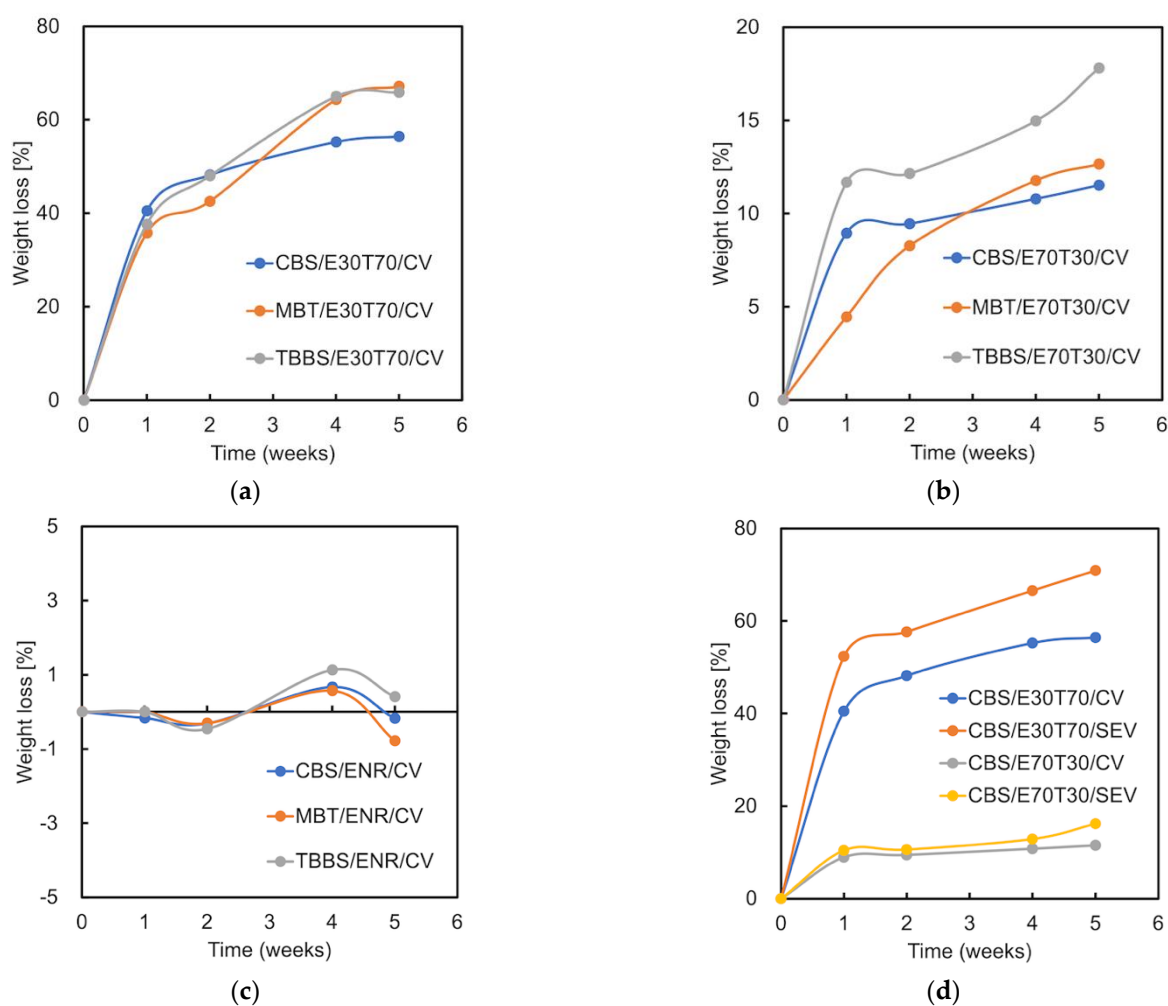 80
60
40
20
0
Weight loss [%]
CBS/E30T70/CV
MBT/E30T70/CV
TBBS/E30T70/CV
0 1 2 3 4 5 6
Time (weeks)
(a)
20
15
10
5
0
Weight loss [%]
CBS/E70T30/CV
MBT/E70T30/CV
TBBS/E70T30/CV
0 1 2 3 4 5 6
Time (weeks)
(b)
5
3
1
-1
-3
-5
Weight loss [%]
CBS/ENR/CV
MBT/ENR/CV
TBBS/ENR/CV
0 1 2 3 4 5 6
Time (weeks)
(c)
80
60
40
20
0
Weight loss [%]
CBS/E30T70/CV
CBS/E30T70/SEV
CBS/E70T30/CV
CBS/E70T30/SEV
0 1 2 3 4 5 6
Time (weeks)
(d)